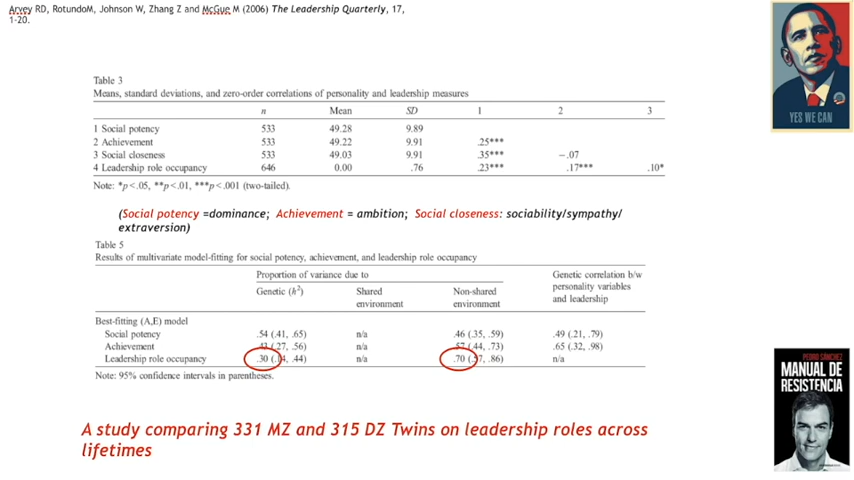 Arvey RD, RotundoM, Johnson W, Zhang Z and McGue M (2006) The Leadership Quarterly, 17,
1-20.
YES WE CAN
Table 3
Means, standard deviations, and zero-order correlations of personality and leadership measures
n Mean SD 1 2 3
1 Social potency 533 49.28 9.89
2 Achievement 533 49.22 9.91 .25***
3 Social closeness 533 49.03 9.91 .35*** −.07
4 Leadership role occupancy 646 0.00 .76 .23*** .17*** .10*
Note: *p<.05, **p<.01, ***p<.001 (two-tailed).
(Social potency =dominance; Achievement = ambition; Social closeness: sociability/sympathy/
extraversion)
Table 5
Results of multivariate model-fitting for social potency, achievement, and leadership role occupancy
Proportion of variance due to Genetic correlation b/w
Genetic (h²) Shared Non-shared personality variables
environment environment and leadership
Best-fitting (A,E) model
Social potency .54 (.41, .65) n/a .46 (.35, .59) .49 (.21, .79)
Achievement .43 (.27, .56) n/a .57 (.44, .73) .65 (.32, .98)
Leadership role occupancy .30 ( , .44) n/a .70 ( , .86) n/a
Note: 95% confidence intervals in parentheses.
PEDRO SÁNCHEZ
MANUAL DE
RESISTENCIA
A study comparing 331 MZ and 315 DZ Twins on leadership roles across
lifetimes